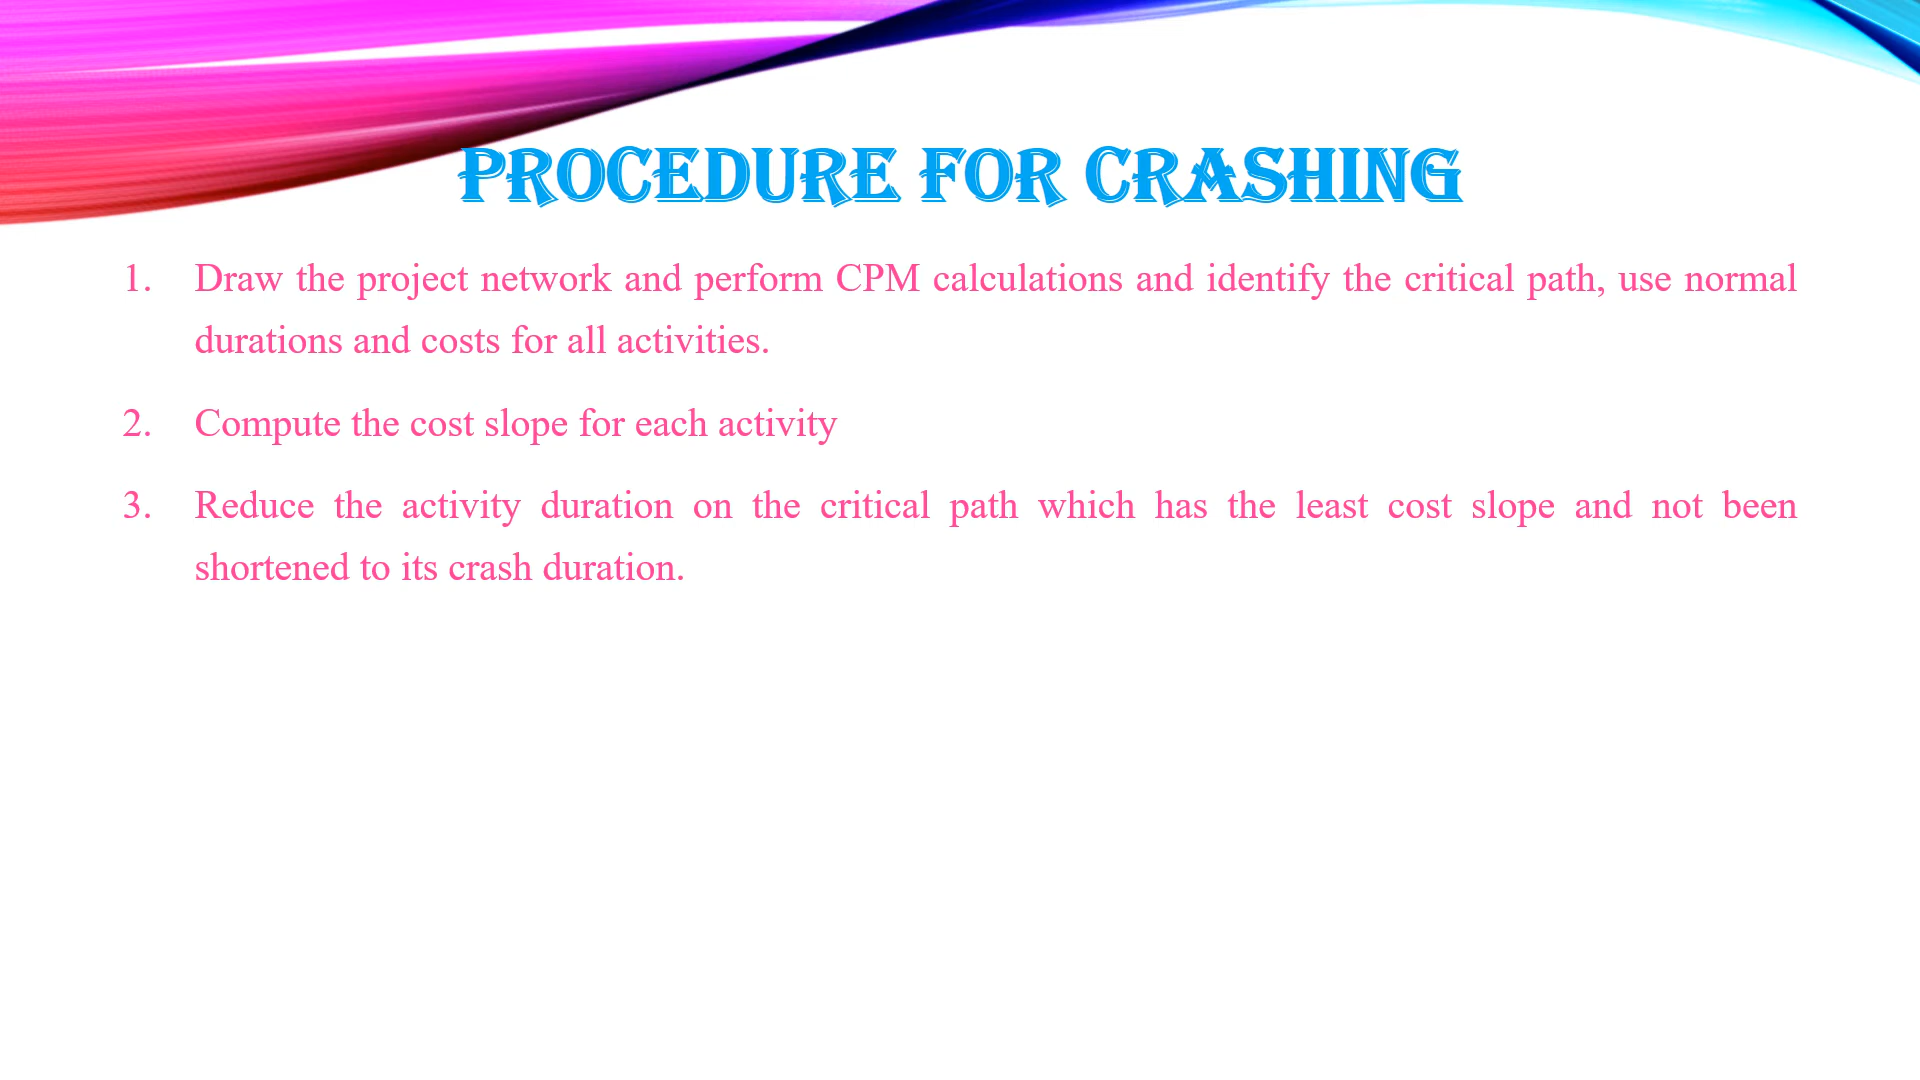 PROCEDURE FOR CRASHING
1. Draw the project network and perform CPM calculations and identify the critical path, use normal
durations and costs for all activities.
2. Compute the cost slope for each activity
3. Reduce the activity duration on the critical path which has the least cost slope and not been
shortened to its crash duration.